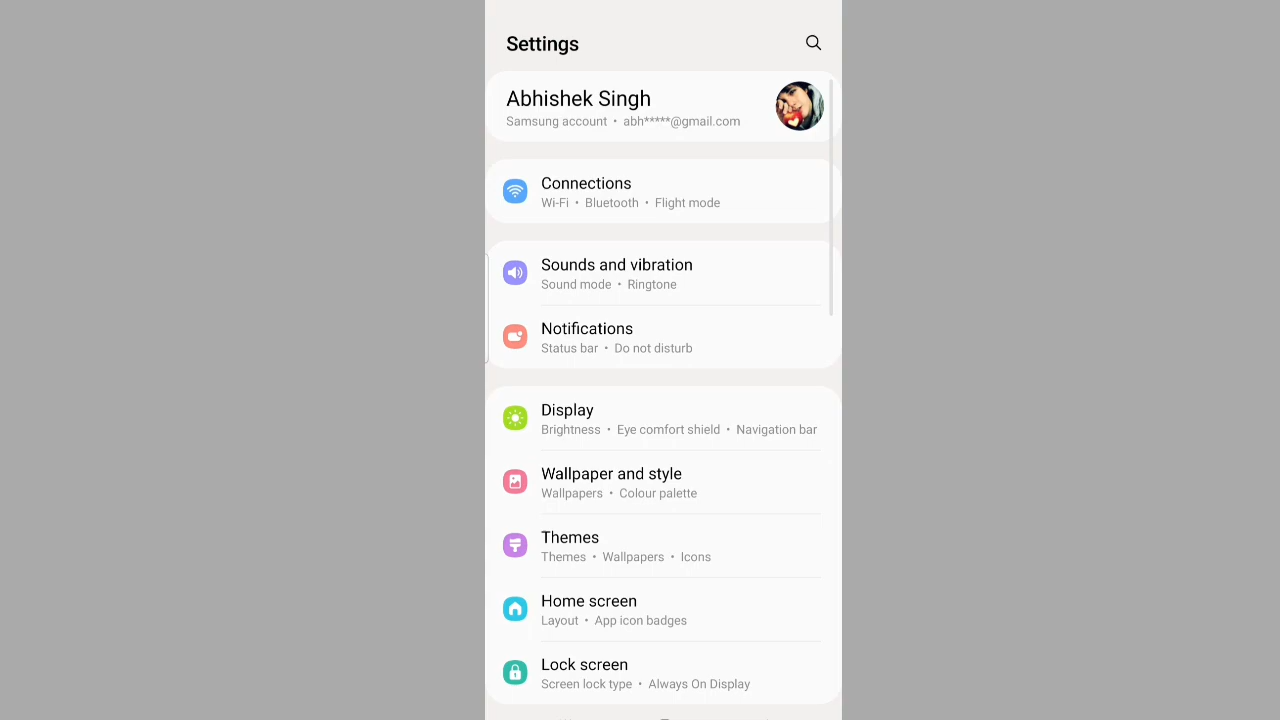 Settings
Abhishek Singh
Samsung account • abh*****@gmail.com
Connections
Wi-Fi • Bluetooth • Flight mode
Sounds and vibration
Sound mode • Ringtone
Notifications
Status bar • Do not disturb
Display
Brightness • Eye comfort shield • Navigation bar
Wallpaper and style
Wallpapers • Colour palette
Themes
Themes • Wallpapers • Icons
Home screen
Layout • App icon badges
Lock screen
Screen lock type • Always On Display